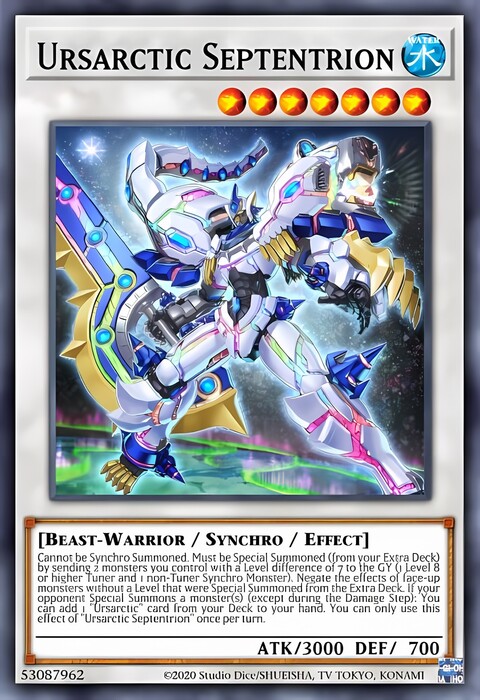 URSARCTIC SEPTENTRION
WATER
水
[BEAST-WARRIOR / SYNCHRO / EFFECT]
Cannot be Synchro Summoned. Must be Special Summoned (from your Extra Deck)
by sending 2 monsters you control with a Level difference of 7 to the GY (1 Level 8
or higher Tuner and 1 non-Tuner Synchro Monster). Negate the effects of face-up
monsters without a Level that were Special Summoned from the Extra Deck. If your
opponent Special Summons a monster(s) (except during the Damage Step): You
can add 1 "Ursarctic" card from your Deck to your hand. You can only use this
effect of "Ursarctic Septentrion" once per turn.
ATK/3000 DEF/ 700
53087962
©2020 Studio Dice/SHUEISHA, TV TOKYO, KONAMI